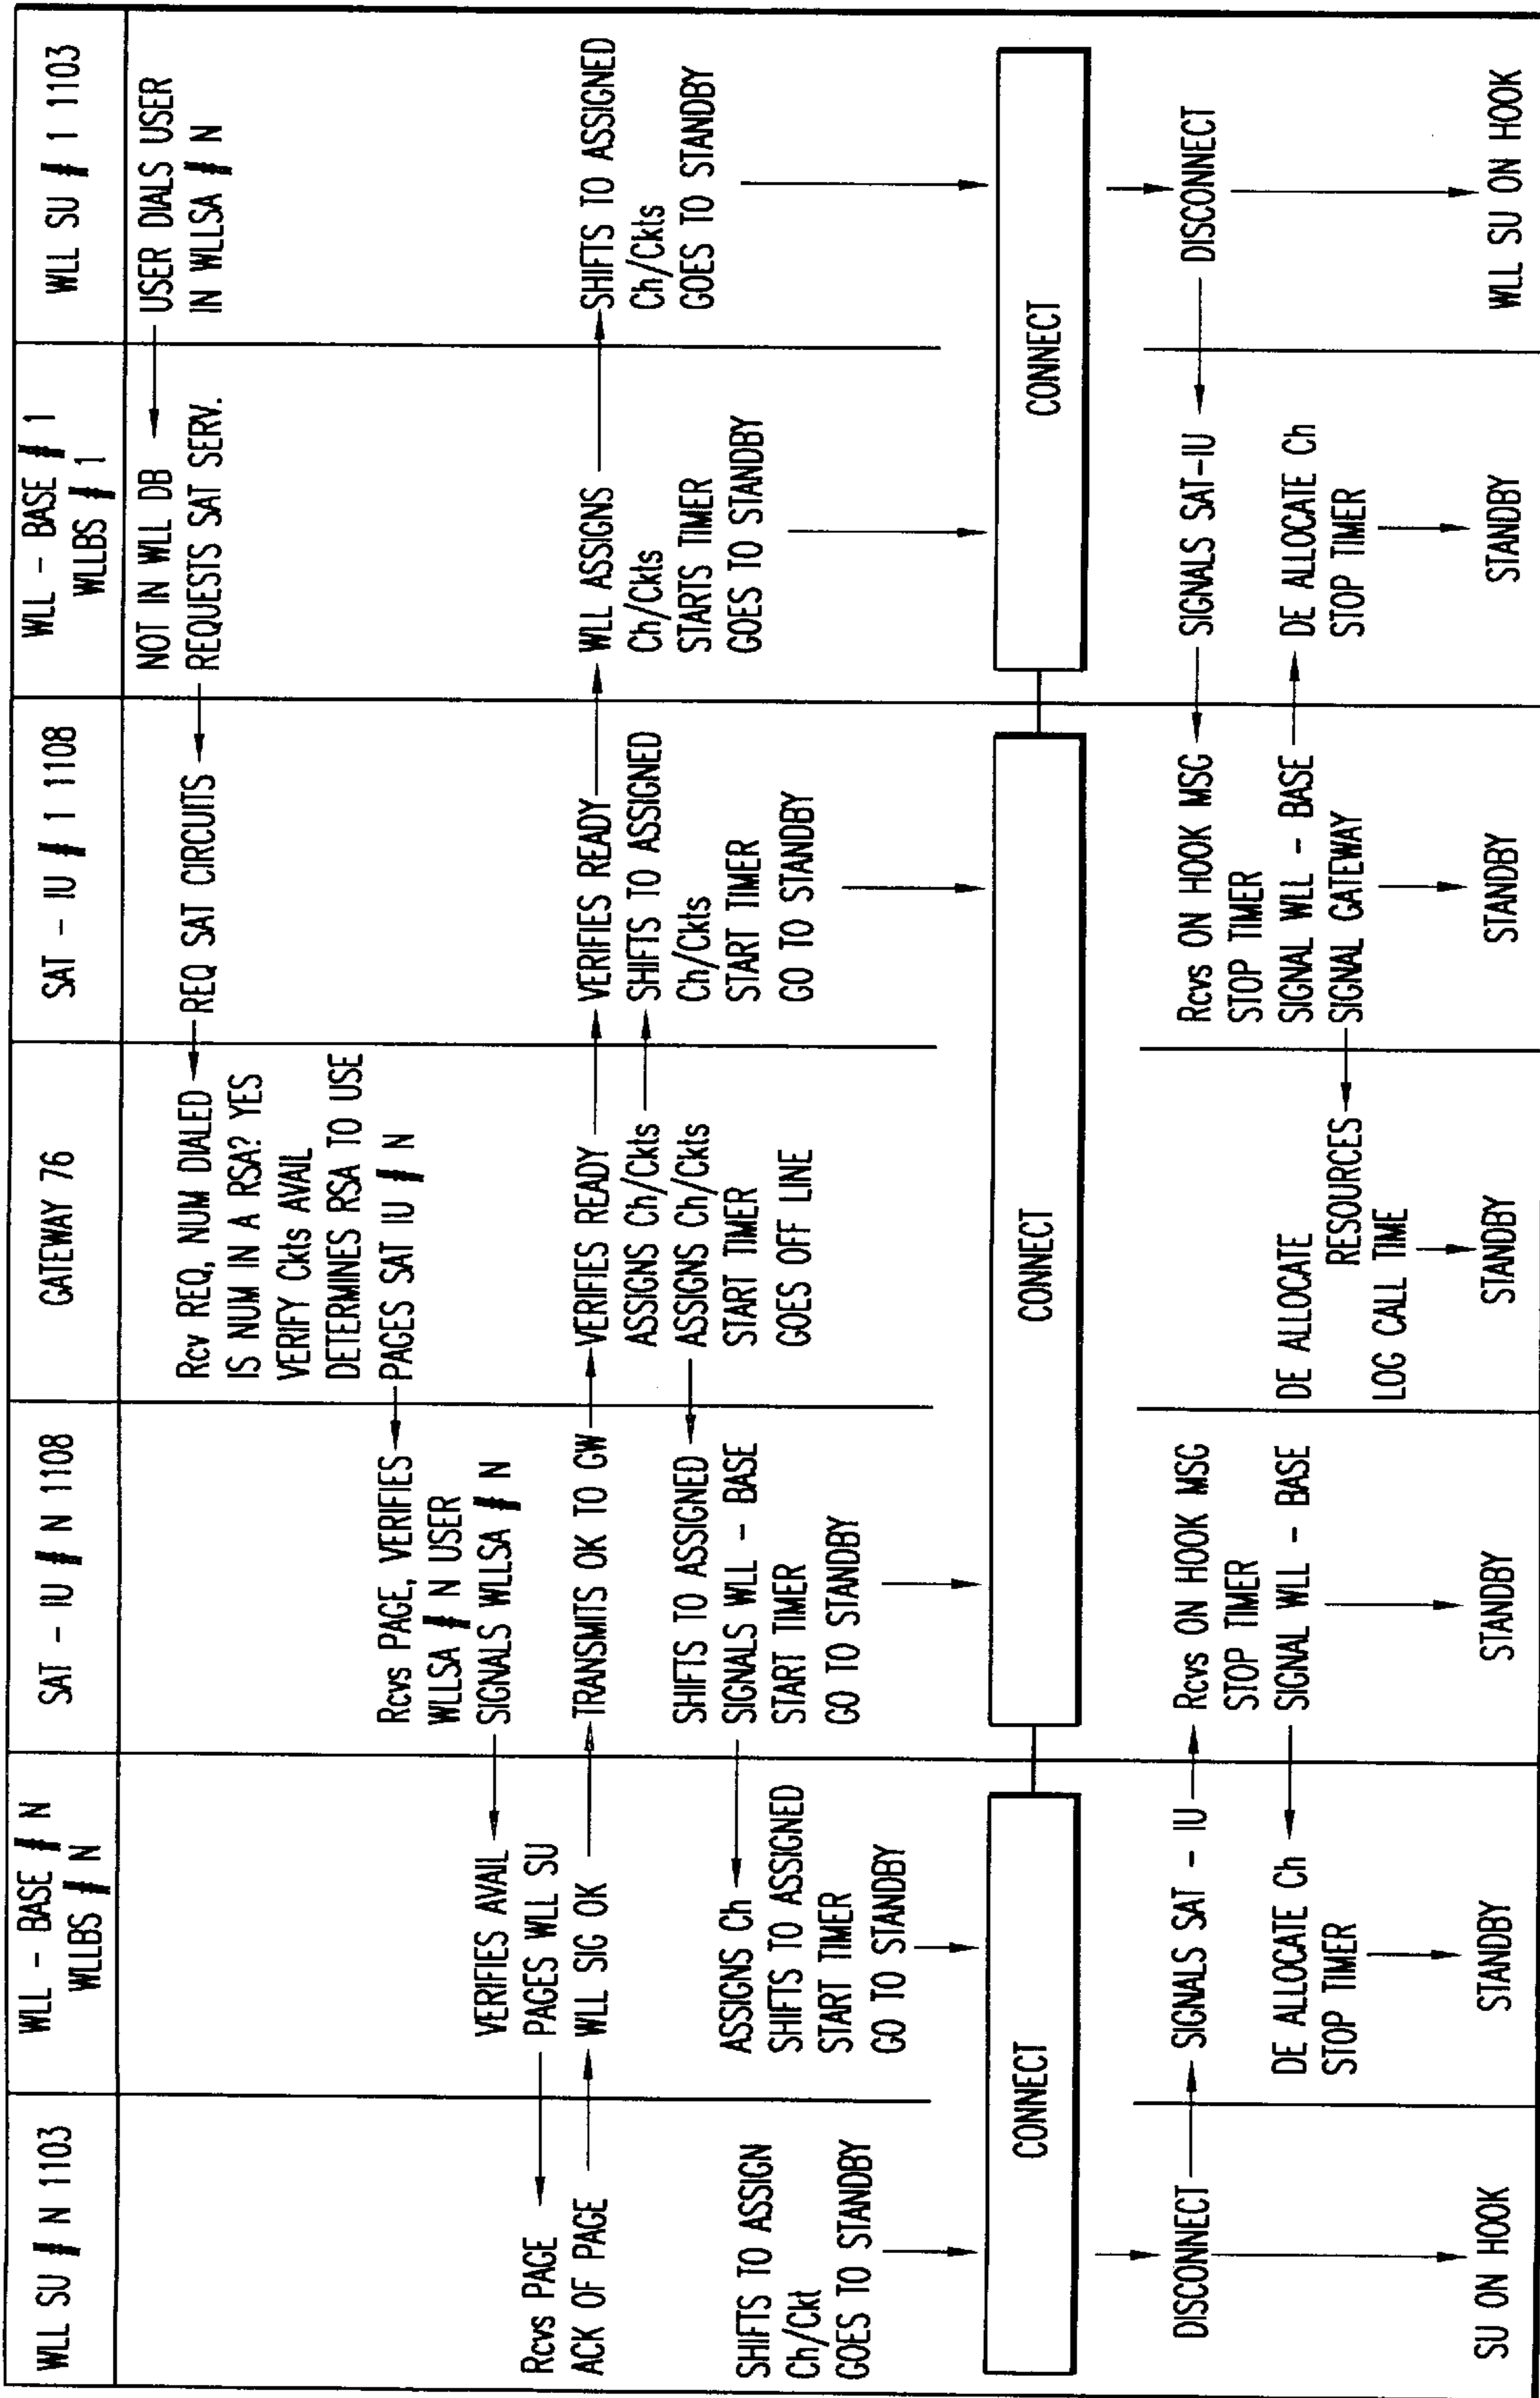 WLL SU # N 1103
WLL - BASE # N
WLLBS # N
SAT - IU # N 1108
GATEWAY 76
SAT - IU # 1 1108
WLL - BASE # 1
WLLBS # 1
WLL SU # 1 1103
USER DIALS USER
IN WLLSA # N
NOT IN WLL DB
REQUESTS SAT SERV.
REQ SAT CIRCUITS
Rcv REQ, NUM DIALED
IS NUM IN A RSA? YES
VERIFY Ckts AVAIL
DETERMINES RSA TO USE
PAGES SAT IU # N
Rcvs PAGE, VERIFIES
WLLSA # N USER
SIGNALS WLLSA # N
VERIFIES AVAIL
PAGES WLL SU
Rcvs PAGE
ACK OF PAGE
WLL SIG OK
TRANSMITS OK TO GW
VERIFIES READY
ASSIGNS Ch/Ckts
ASSIGNS Ch/Ckts
START TIMER
GOES OFF LINE
VERIFIES READY
SHIFTS TO ASSIGNED
Ch/Ckts
START TIMER
GO TO STANDBY
WLL ASSIGNS
Ch/Ckts
STARTS TIMER
GOES TO STANDBY
SHIFTS TO ASSIGNED
Ch/Ckts
GOES TO STANDBY
SHIFTS TO ASSIGNED
SIGNALS WLL - BASE
START TIMER
GO TO STANDBY
ASSIGNS Ch
SHIFTS TO ASSIGNED
START TIMER
GO TO STANDBY
SHIFTS TO ASSIGN
Ch/Ckt
GOES TO STANDBY
CONNECT
CONNECT
CONNECT
DISCONNECT
SIGNALS SAT - IU
Rcvs ON HOOK MSG
STOP TIMER
SIGNAL WLL - BASE
DE ALLOCATE Ch
STOP TIMER
DE ALLOCATE
RESOURCES
LOG CALL TIME
Rcvs ON HOOK MSG
STOP TIMER
SIGNAL WLL - BASE
SIGNAL GATEWAY
SIGNALS SAT-IU
DE ALLOCATE Ch
STOP TIMER
DISCONNECT
SU ON HOOK
STANDBY
STANDBY
STANDBY
STANDBY
STANDBY
WLL SU ON HOOK